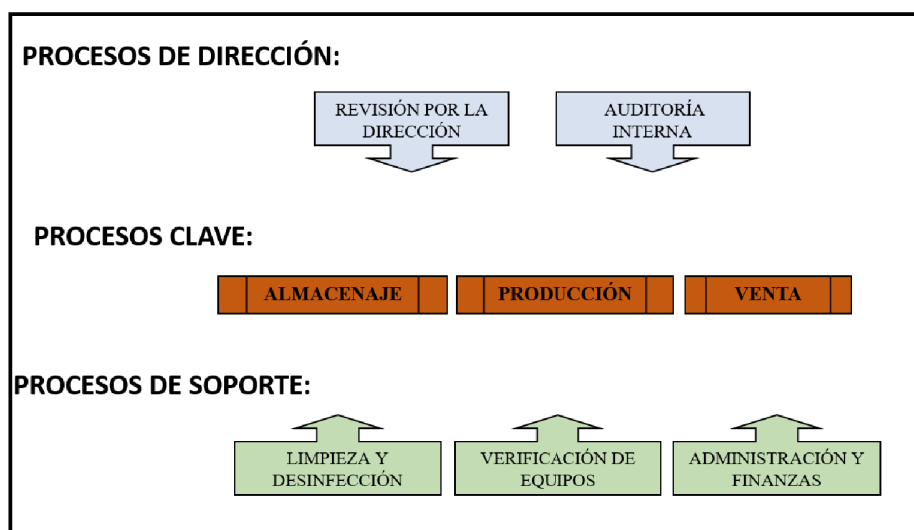 PROCESOS DE DIRECCIÓN:
REVISIÓN POR LA
DIRECCIÓN
AUDITORÍA
INTERNA
PROCESOS CLAVE:
ALMACENAJE
PRODUCCIÓN
VENTA
PROCESOS DE SOPORTE:
LIMPIEZA Y
DESINFECCIÓN
VERIFICACIÓN DE
EQUIPOS
ADMINISTRACIÓN Y
FINANZAS